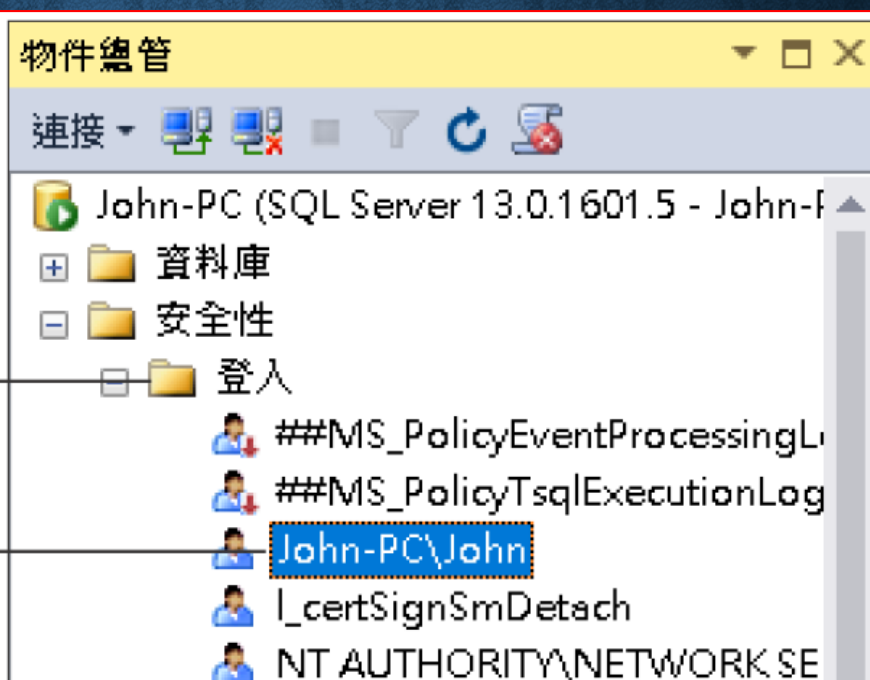 物件總管
連接
John-PC (SQL Server 13.0.1601.5 - John-P
資料庫
安全性
登入
##MS_PolicyEventProcessingL
##MS_PolicyTsqlExecutionLog
John-PC\John
l_certSignSmDetach
NT AUTHORITY\NETWORK SE